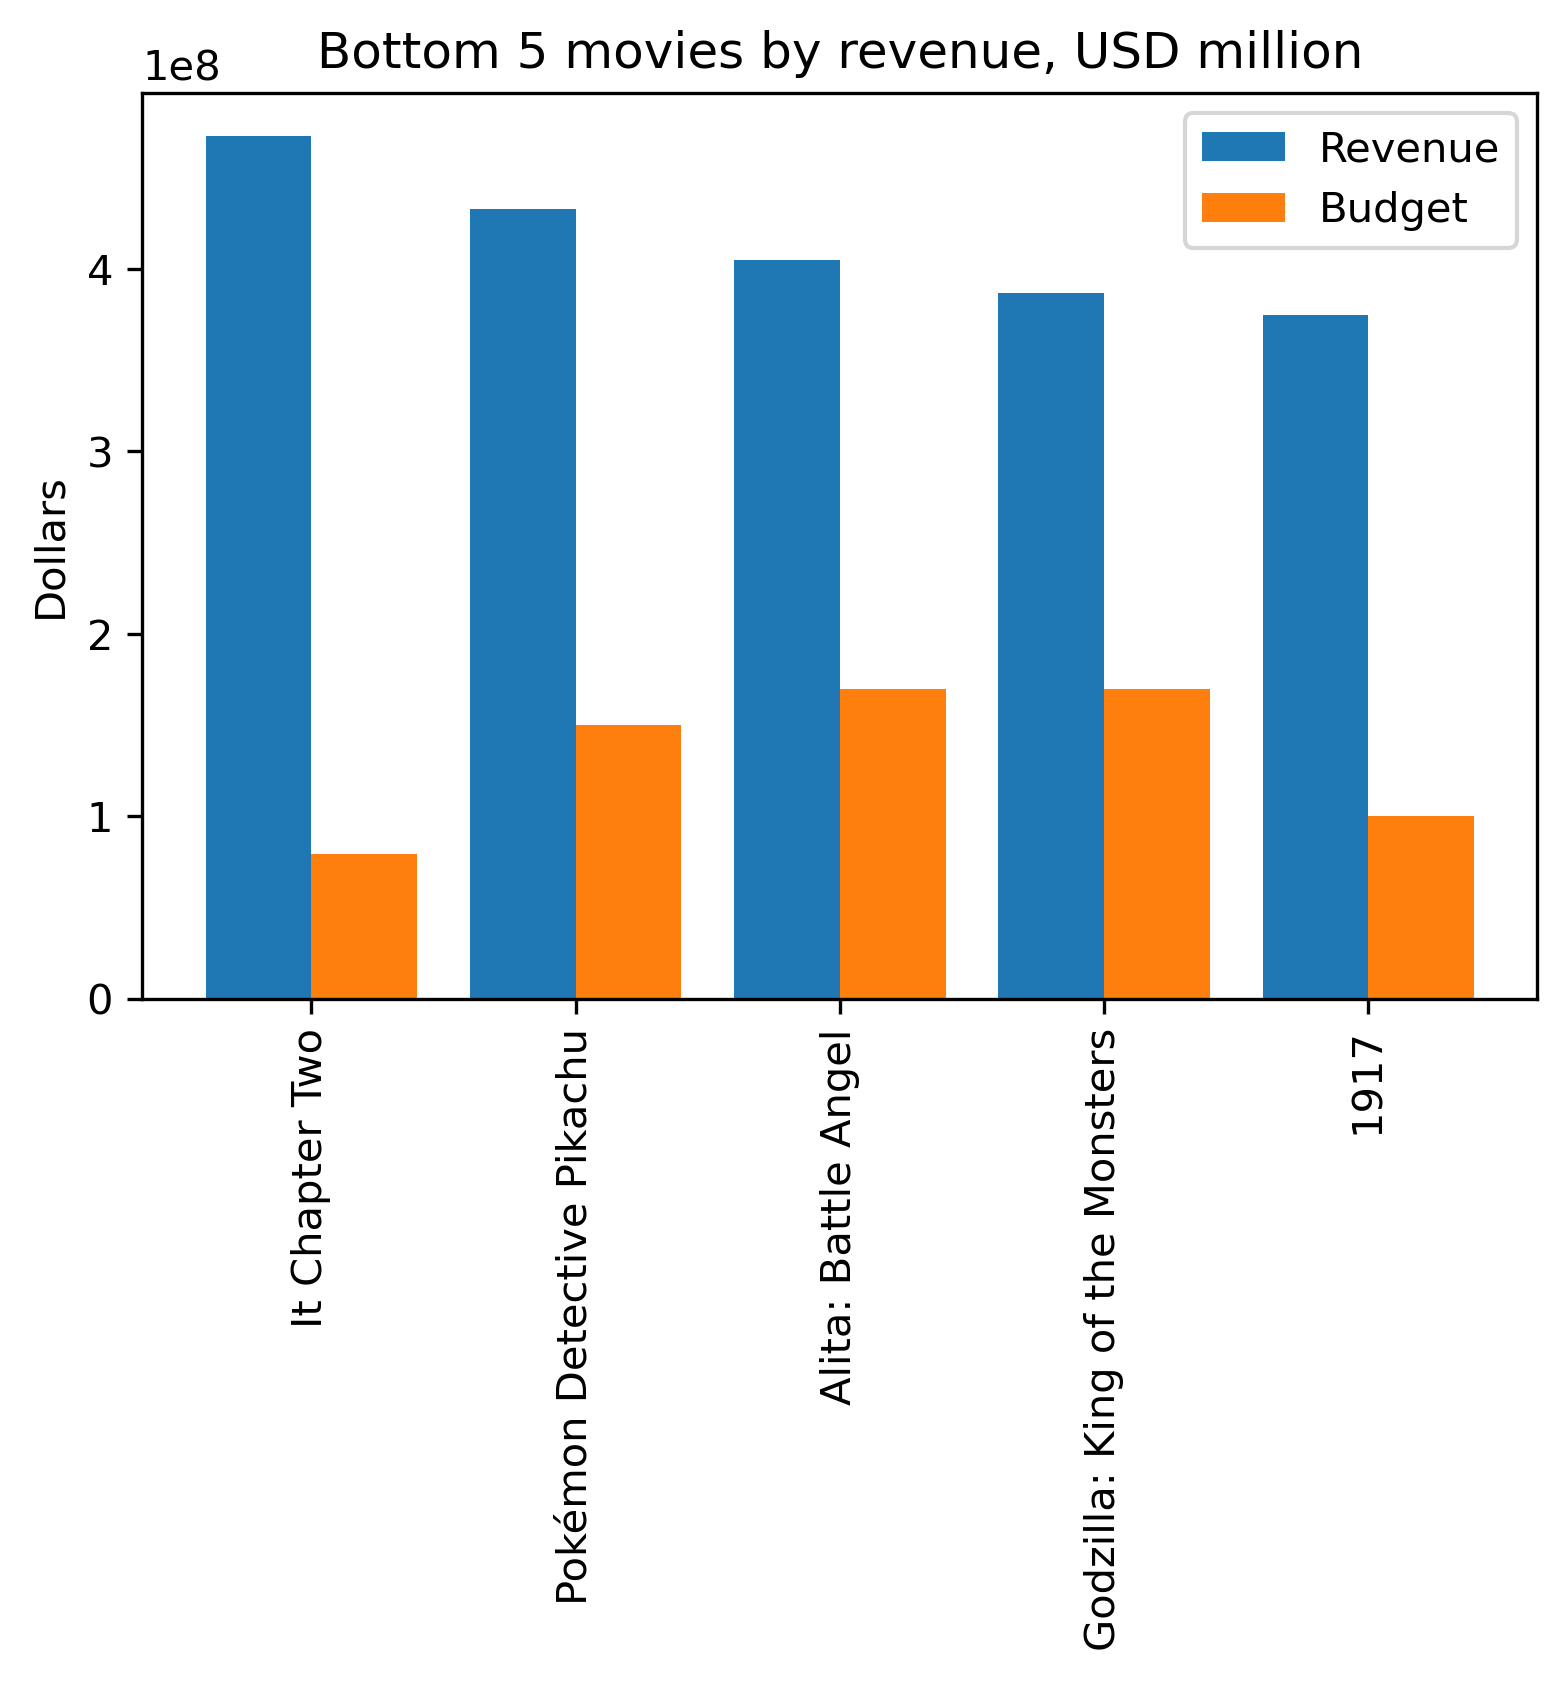 Bottom 5 movies by revenue, USD million
1e8
Revenue
Budget
4
3
2
1
0
Dollars
It Chapter Two
Pokémon Detective Pikachu
Alita: Battle Angel
Godzilla: King of the Monsters
1917